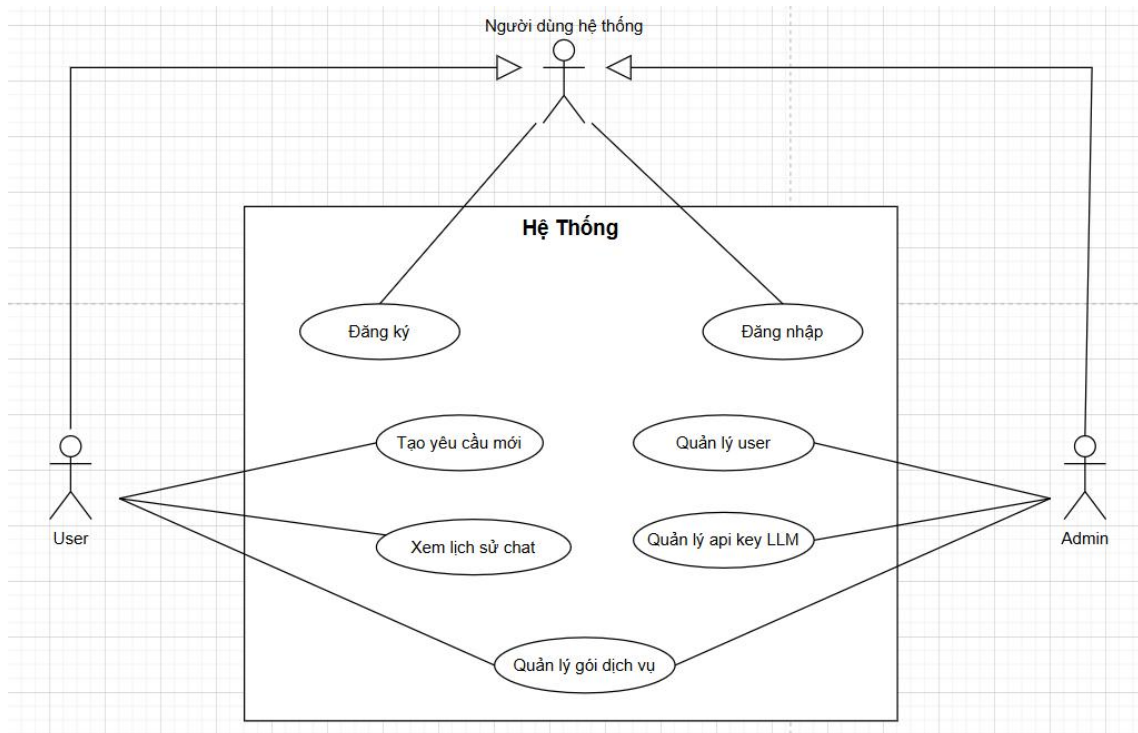 Người dùng hệ thống
Hệ Thống
Đăng ký
Đăng nhập
Tạo yêu cầu mới
Quản lý user
User
Xem lịch sử chat
Quản lý api key LLM
Admin
Quản lý gói dịch vụ